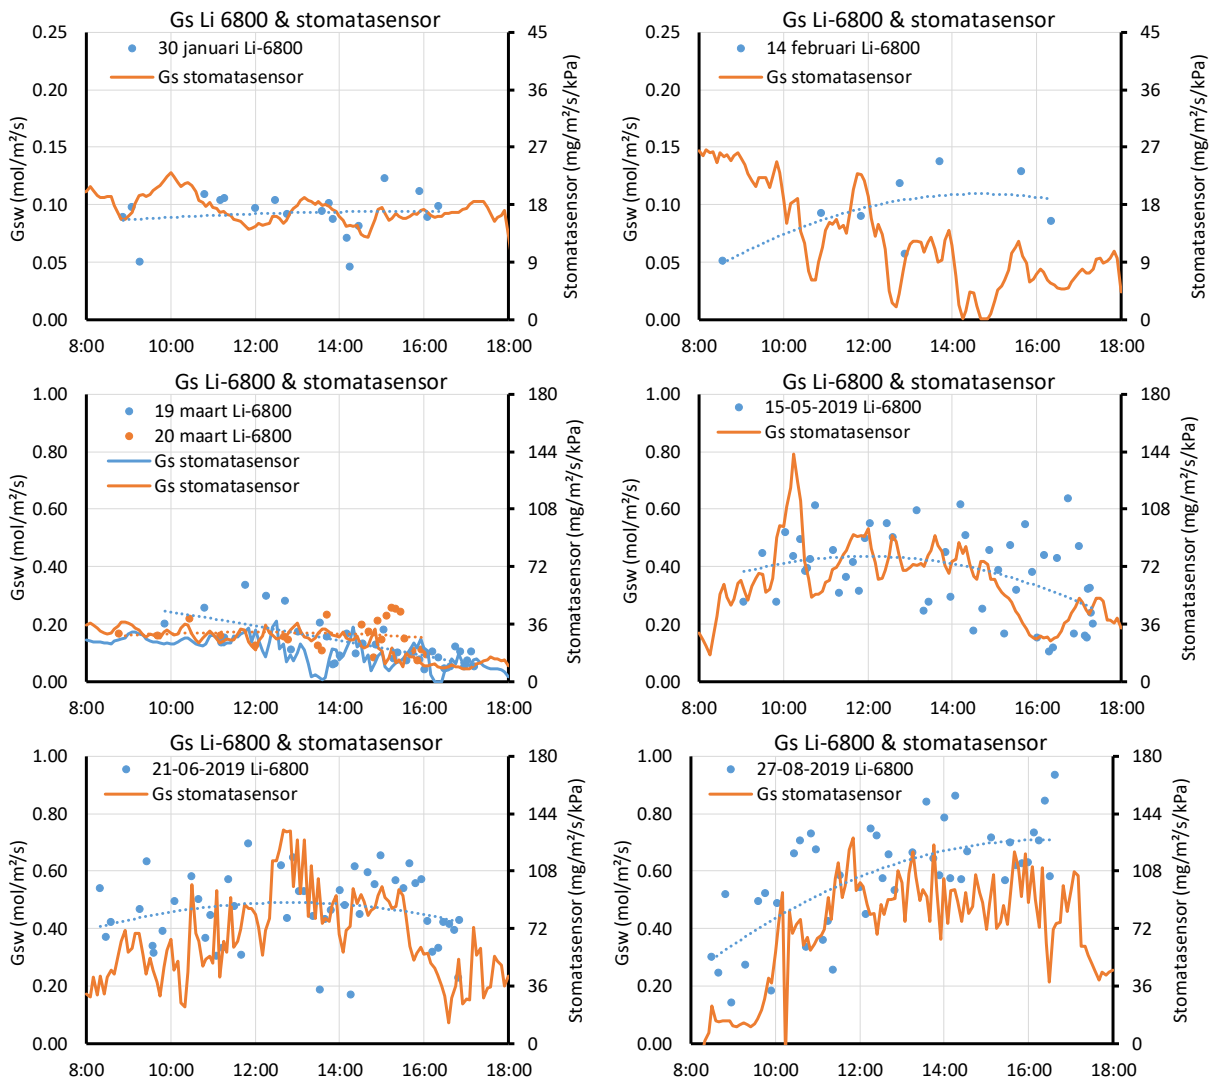 Gs Li 6800 & stomatasensor
30 januari Li-6800
Gs stomatasensor
Gsw (mol/m²/s)
0.25
0.20
0.15
0.10
0.05
0.00
45
36
27
18
9
0
Stomatasensor (mg/m²/s/kPa)
8:00 10:00 12:00 14:00 16:00 18:00
Gs Li-6800 & stomatasensor
14 februari Li-6800
Gs stomatasensor
Gsw (mol/m²/s)
0.25
0.20
0.15
0.10
0.05
0.00
45
36
27
18
9
0
Stomatasensor (mg/m²/s/kPa)
8:00 10:00 12:00 14:00 16:00 18:00
Gs Li-6800 & stomatasensor
19 maart Li-6800
20 maart Li-6800
Gs stomatasensor
Gs stomatasensor
Gsw (mol/m²/s)
1.00
0.80
0.60
0.40
0.20
0.00
180
144
108
72
36
0
Stomatasensor (mg/m²/s/kPa)
8:00 10:00 12:00 14:00 16:00 18:00
Gs Li-6800 & stomatasensor
15-05-2019 Li-6800
Gs stomatasensor
Gsw (mol/m²/s)
1.00
0.80
0.60
0.40
0.20
0.00
180
144
108
72
36
0
Stomatasensor (mg/m²/s/kPa)
8:00 10:00 12:00 14:00 16:00 18:00
Gs Li-6800 & stomatasensor
21-06-2019 Li-6800
Gs stomatasensor
Gsw (mol/m²/s)
1.00
0.80
0.60
0.40
0.20
0.00
180
144
108
72
36
0
Stomatasensor (mg/m²/s/kPa)
8:00 10:00 12:00 14:00 16:00 18:00
Gs Li-6800 & stomatasensor
27-08-2019 Li-6800
Gs stomatasensor
Gsw (mol/m²/s)
1.00
0.80
0.60
0.40
0.20
0.00
180
144
108
72
36
0
Stomatasensor (mg/m²/s/kPa)
8:00 10:00 12:00 14:00 16:00 18:00